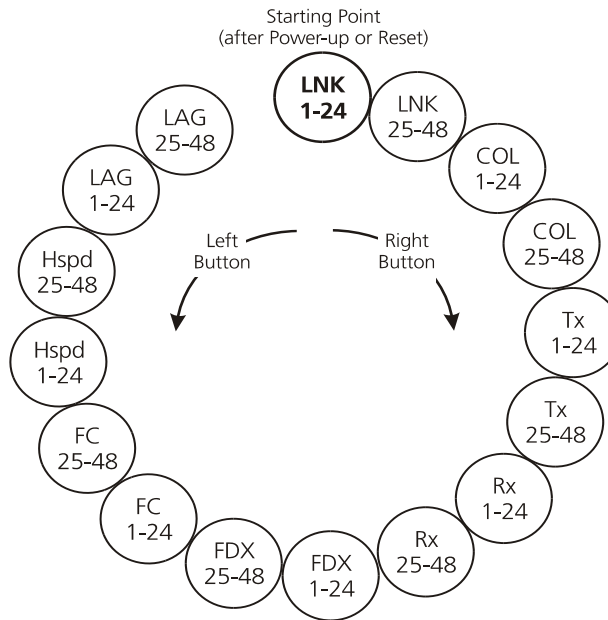 Starting Point
(after Power-up or Reset)
LNK
1-24
LNK
25-48
COL
1-24
COL
25-48
Tx
1-24
Tx
25-48
Rx
1-24
Rx
25-48
FDX
1-24
FDX
25-48
FC
1-24
FC
25-48
Hspd
1-24
Hspd
25-48
LAG
1-24
LAG
25-48
Left
Button
Right
Button